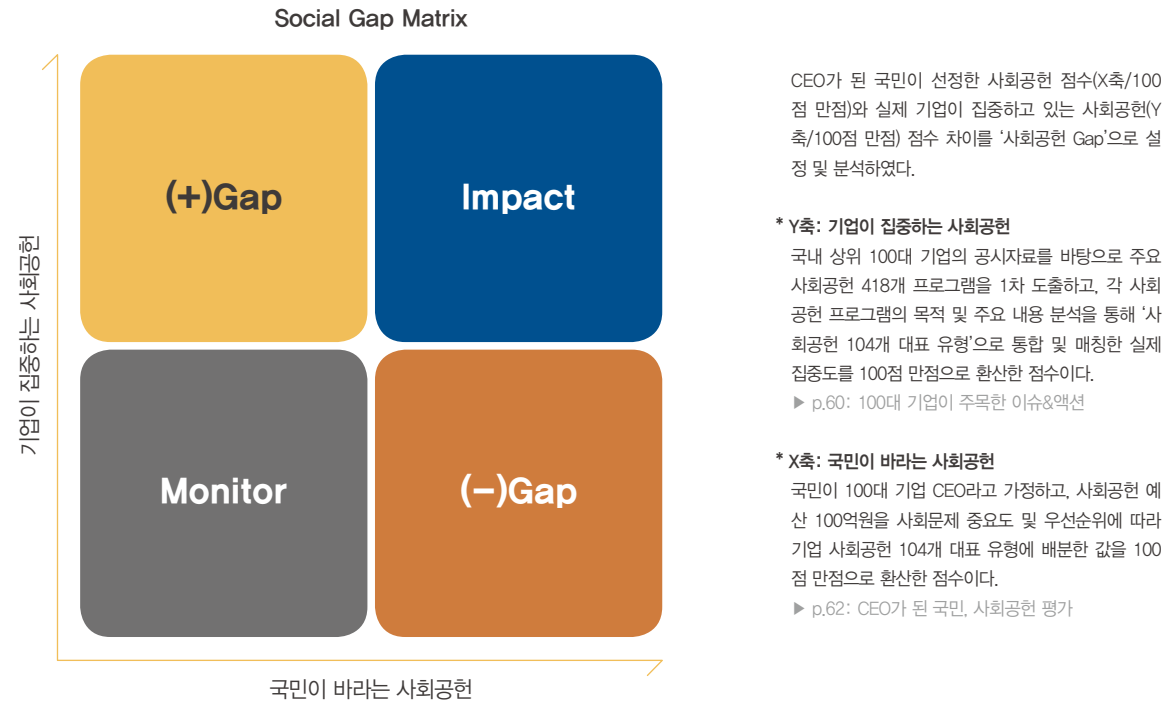 Social Gap Matrix
기업이 집중하는 사회공헌
(+)Gap
Impact
Monitor
(−)Gap
국민이 바라는 사회공헌
CEO가 된 국민이 선정한 사회공헌 점수(X축/100
점 만점)와 실제 기업이 집중하고 있는 사회공헌(Y
축/100점 만점) 점수 차이를 ‘사회공헌 Gap’으로 설
정 및 분석하였다.
* Y축: 기업이 집중하는 사회공헌
국내 상위 100대 기업의 공시자료를 바탕으로 주요
사회공헌 418개 프로그램을 1차 도출하고, 각 사회
공헌 프로그램의 목적 및 주요 내용 분석을 통해 ‘사
회공헌 104개 대표 유형’으로 통합 및 매칭한 실제
집중도를 100점 만점으로 환산한 점수이다.
▶ p.60: 100대 기업이 주목한 이슈&액션
* X축: 국민이 바라는 사회공헌
국민이 100대 기업 CEO라고 가정하고, 사회공헌 예
산 100억원을 사회문제 중요도 및 우선순위에 따라
기업 사회공헌 104개 대표 유형에 배분한 값을 100
점 만점으로 환산한 점수이다.
▶ p.62: CEO가 된 국민, 사회공헌 평가